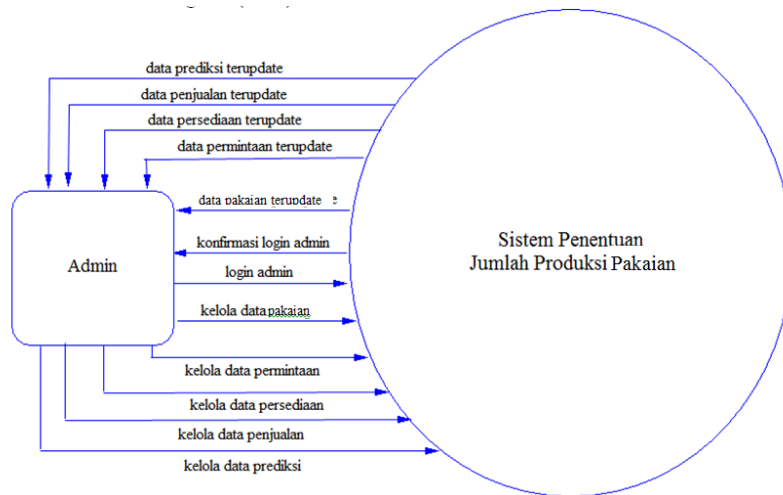 data prediksi terupdate
data penjualan terupdate
data persediaan terupdate
data permintaan terupdate
data pakaian terupdate e
konfirmasi login admin
login admin
kelola data pakaian
kelola data permintaan
kelola data persediaan
kelola data penjualan
kelola data prediksi
Admin
Sistem Penentuan
Jumlah Produksi Pakaian